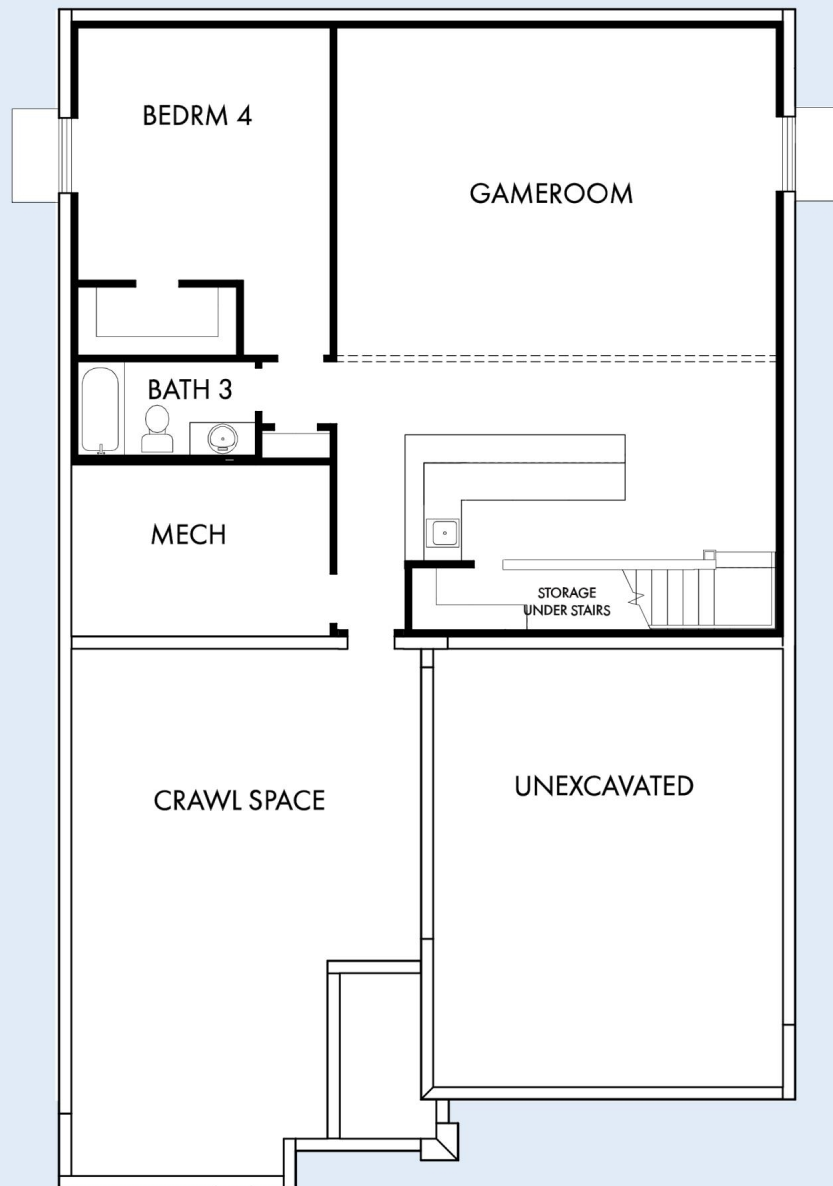 BEDRM 4
GAMEROOM
BATH 3
MECH
STORAGE
UNDER STAIRS
CRAWL SPACE
UNEXCAVATED